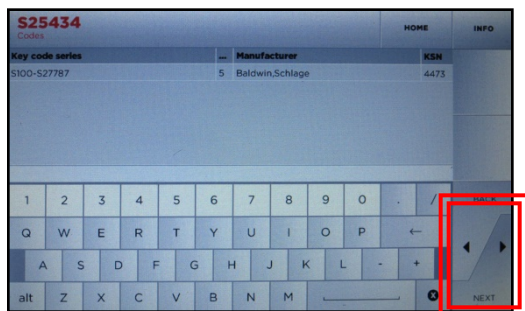 S25434 HOME INFO
Codes
Key code series ... Manufacturer KSN
S100-S27787 5 Baldwin,Schlage 4473
1 2 3 4 5 6 7 8 9 0 . / BACK
Q W E R T Y U I O P ←
A S D F G H J K L - +
alt Z X C V B N M NEXT